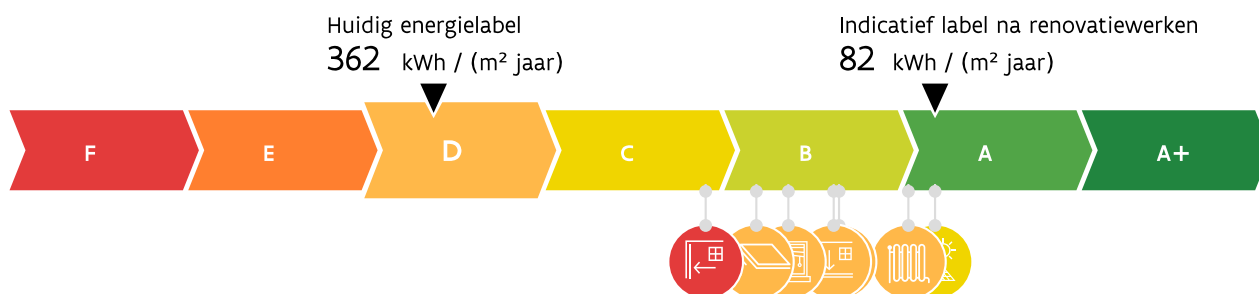 Huidig energielabel
362 kWh / (m² jaar)
Indicatief label na renovatiewerken
82 kWh / (m² jaar)
F E D C B A A+